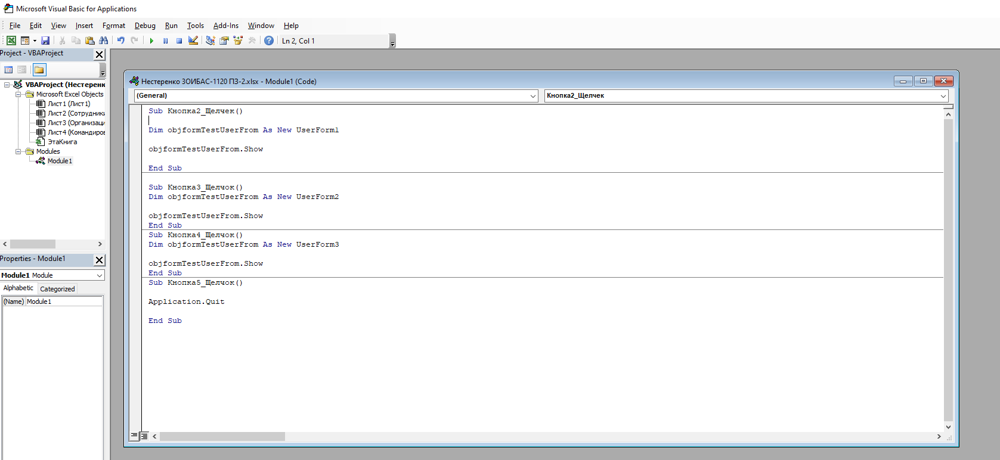 Microsoft Visual Basic for Applications
File Edit View Insert Format Debug Run Tools Add-Ins Window Help
Ln 2, Col 1
Project - VBAProject
VBAProject (Нестеренк
Microsoft Excel Objects
Лист1 (Лист1)
Лист2 (Сотрудники
Лист3 (Организаци
Лист4 (Командиров
ЭтаКнига
Modules
Module1
Properties - Module1
Module1 Module
Alphabetic Categorized
(Name) Module1
Нестеренко ЗОИБАС-1120 ПЗ-2.xlsx - Module1 (Code)
(General) Кнопка2_Щелчек
Sub Кнопка2_Щелчек()
Dim objformTestUserFrom As New UserForm1
objformTestUserFrom.Show
End Sub
Sub Кнопка3_Щелчок()
Dim objformTestUserFrom As New UserForm2
objformTestUserFrom.Show
End Sub
Sub Кнопка4_Щелчок()
Dim objformTestUserFrom As New UserForm3
objformTestUserFrom.Show
End Sub
Sub Кнопка5_Щелчок()
Application.Quit
End Sub